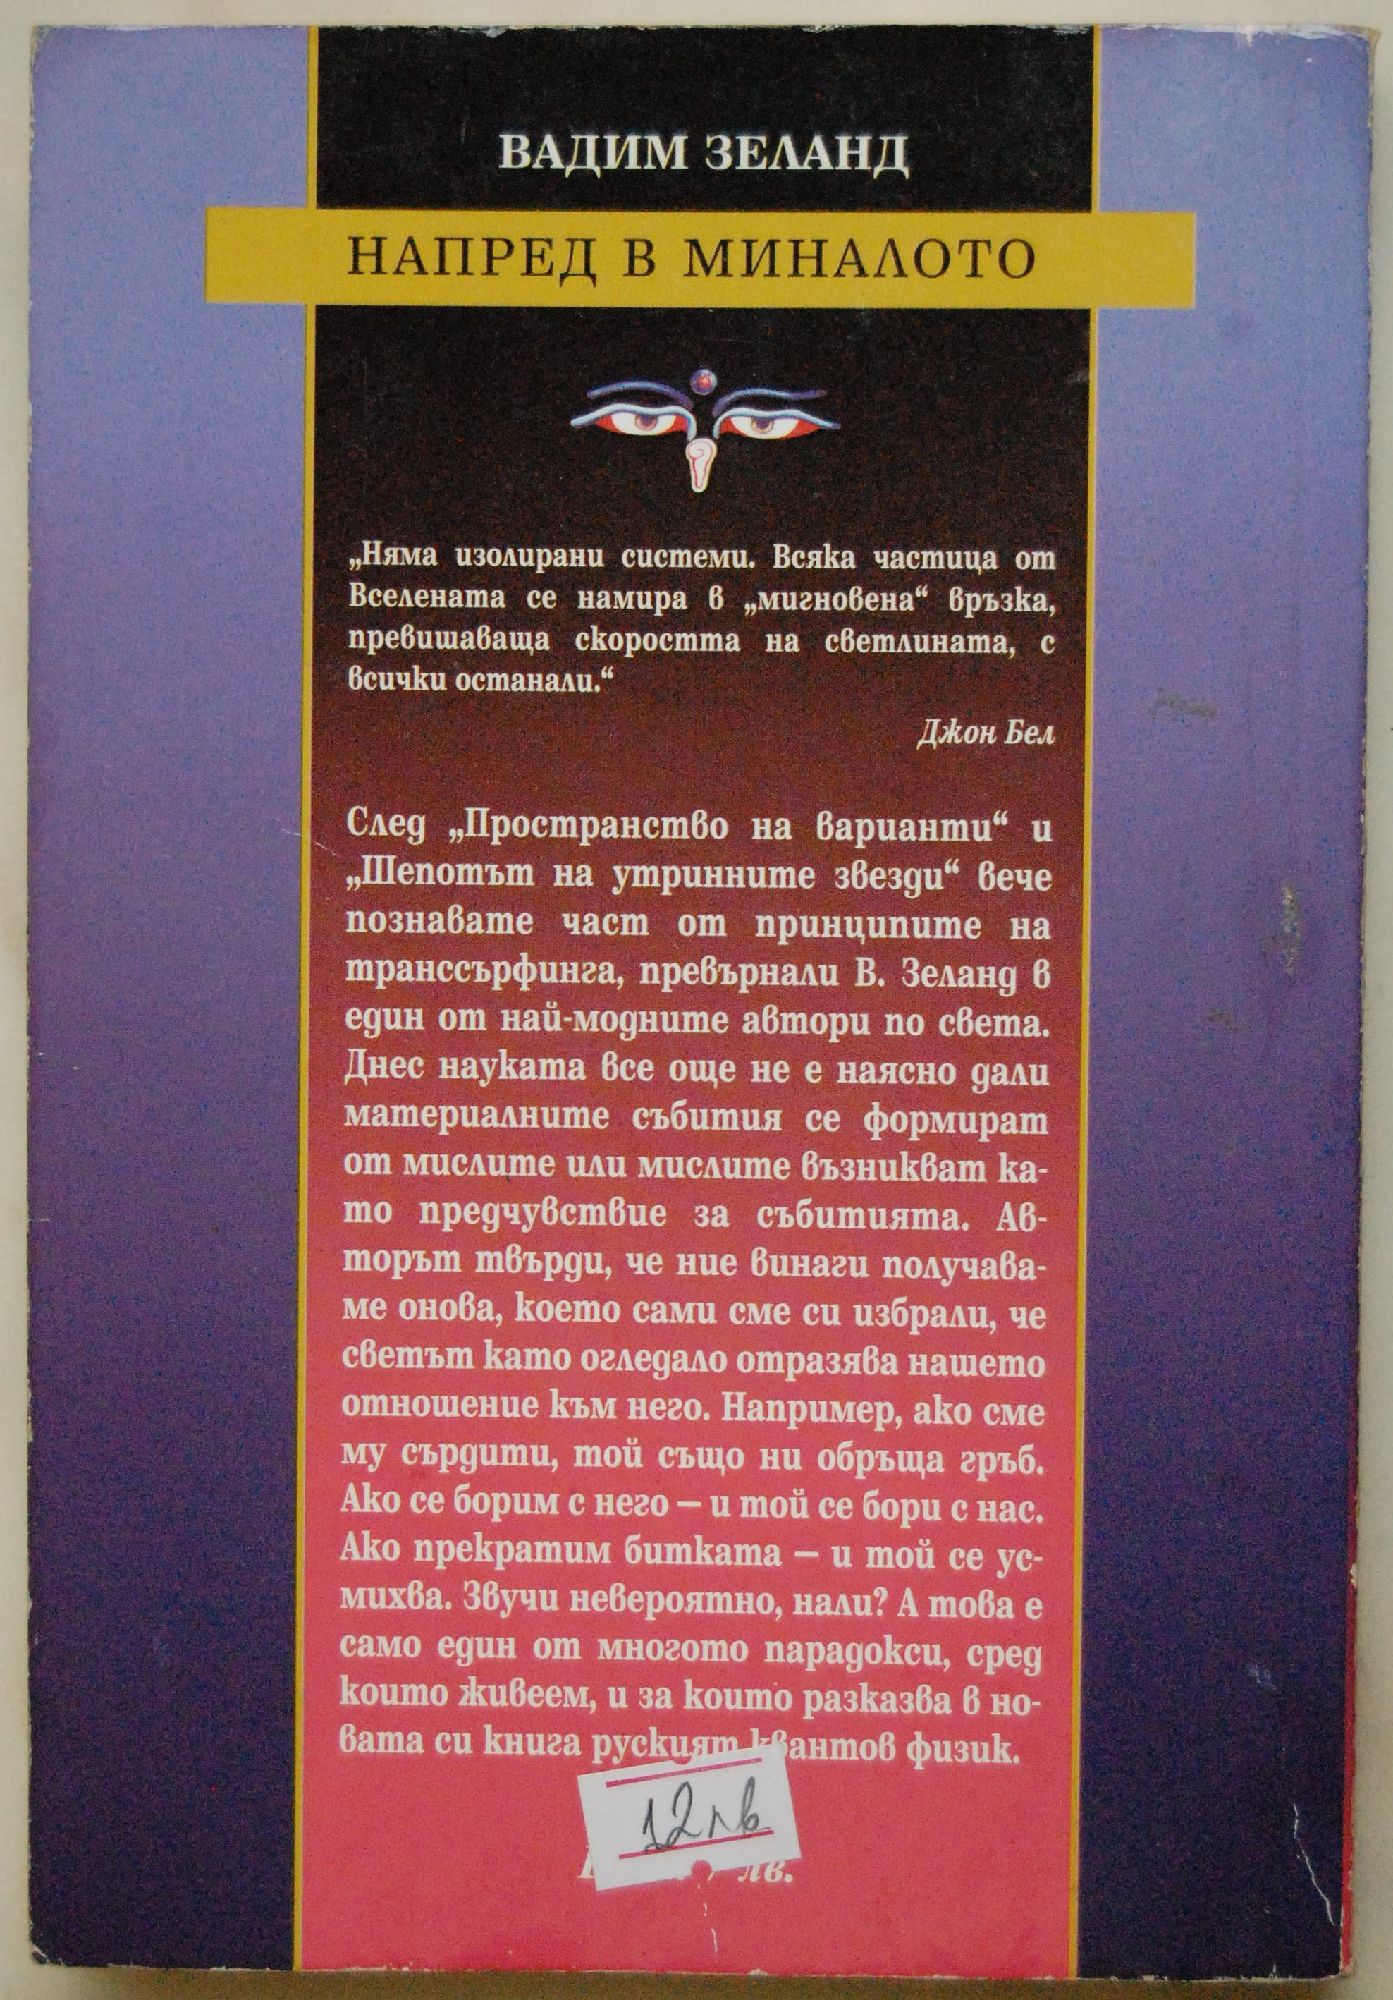 ВАДИМ ЗЕЛАНД
НАПРЕД В МИНАЛОТО
„Няма изолирани системи. Всяка частица от
Вселената се намира в „мигновена“ връзка,
превишаваща скоростта на светлината, с
всички останали.“
Джон Бел
След „Пространство на варианти“ и
„Шепотът на утринните звезди“ вече
познавате част от принципите на
транссърфинга, превърнали В. Зеланд в
един от най-модните автори по света.
Днес науката все още не е наясно дали
материалните събития се формират
от мислите или мислите възникват ка-
то предчувствие за събитията. Ав-
торът твърди, че ние винаги получава-
ме онова, което сами сме си избрали, че
светът като огледало отразява нашето
отношение към него. Например, ако сме
му сърдити, той също ни обръща гръб.
Ако се борим с него – и той се бори с нас.
Ако прекратим битката – и той се ус-
михва. Звучи невероятно, нали? А това е
само един от многото парадокси, сред
които живеем, и за които разказва в но-
вата си книга руският квантов физик.
12 лв
лв.